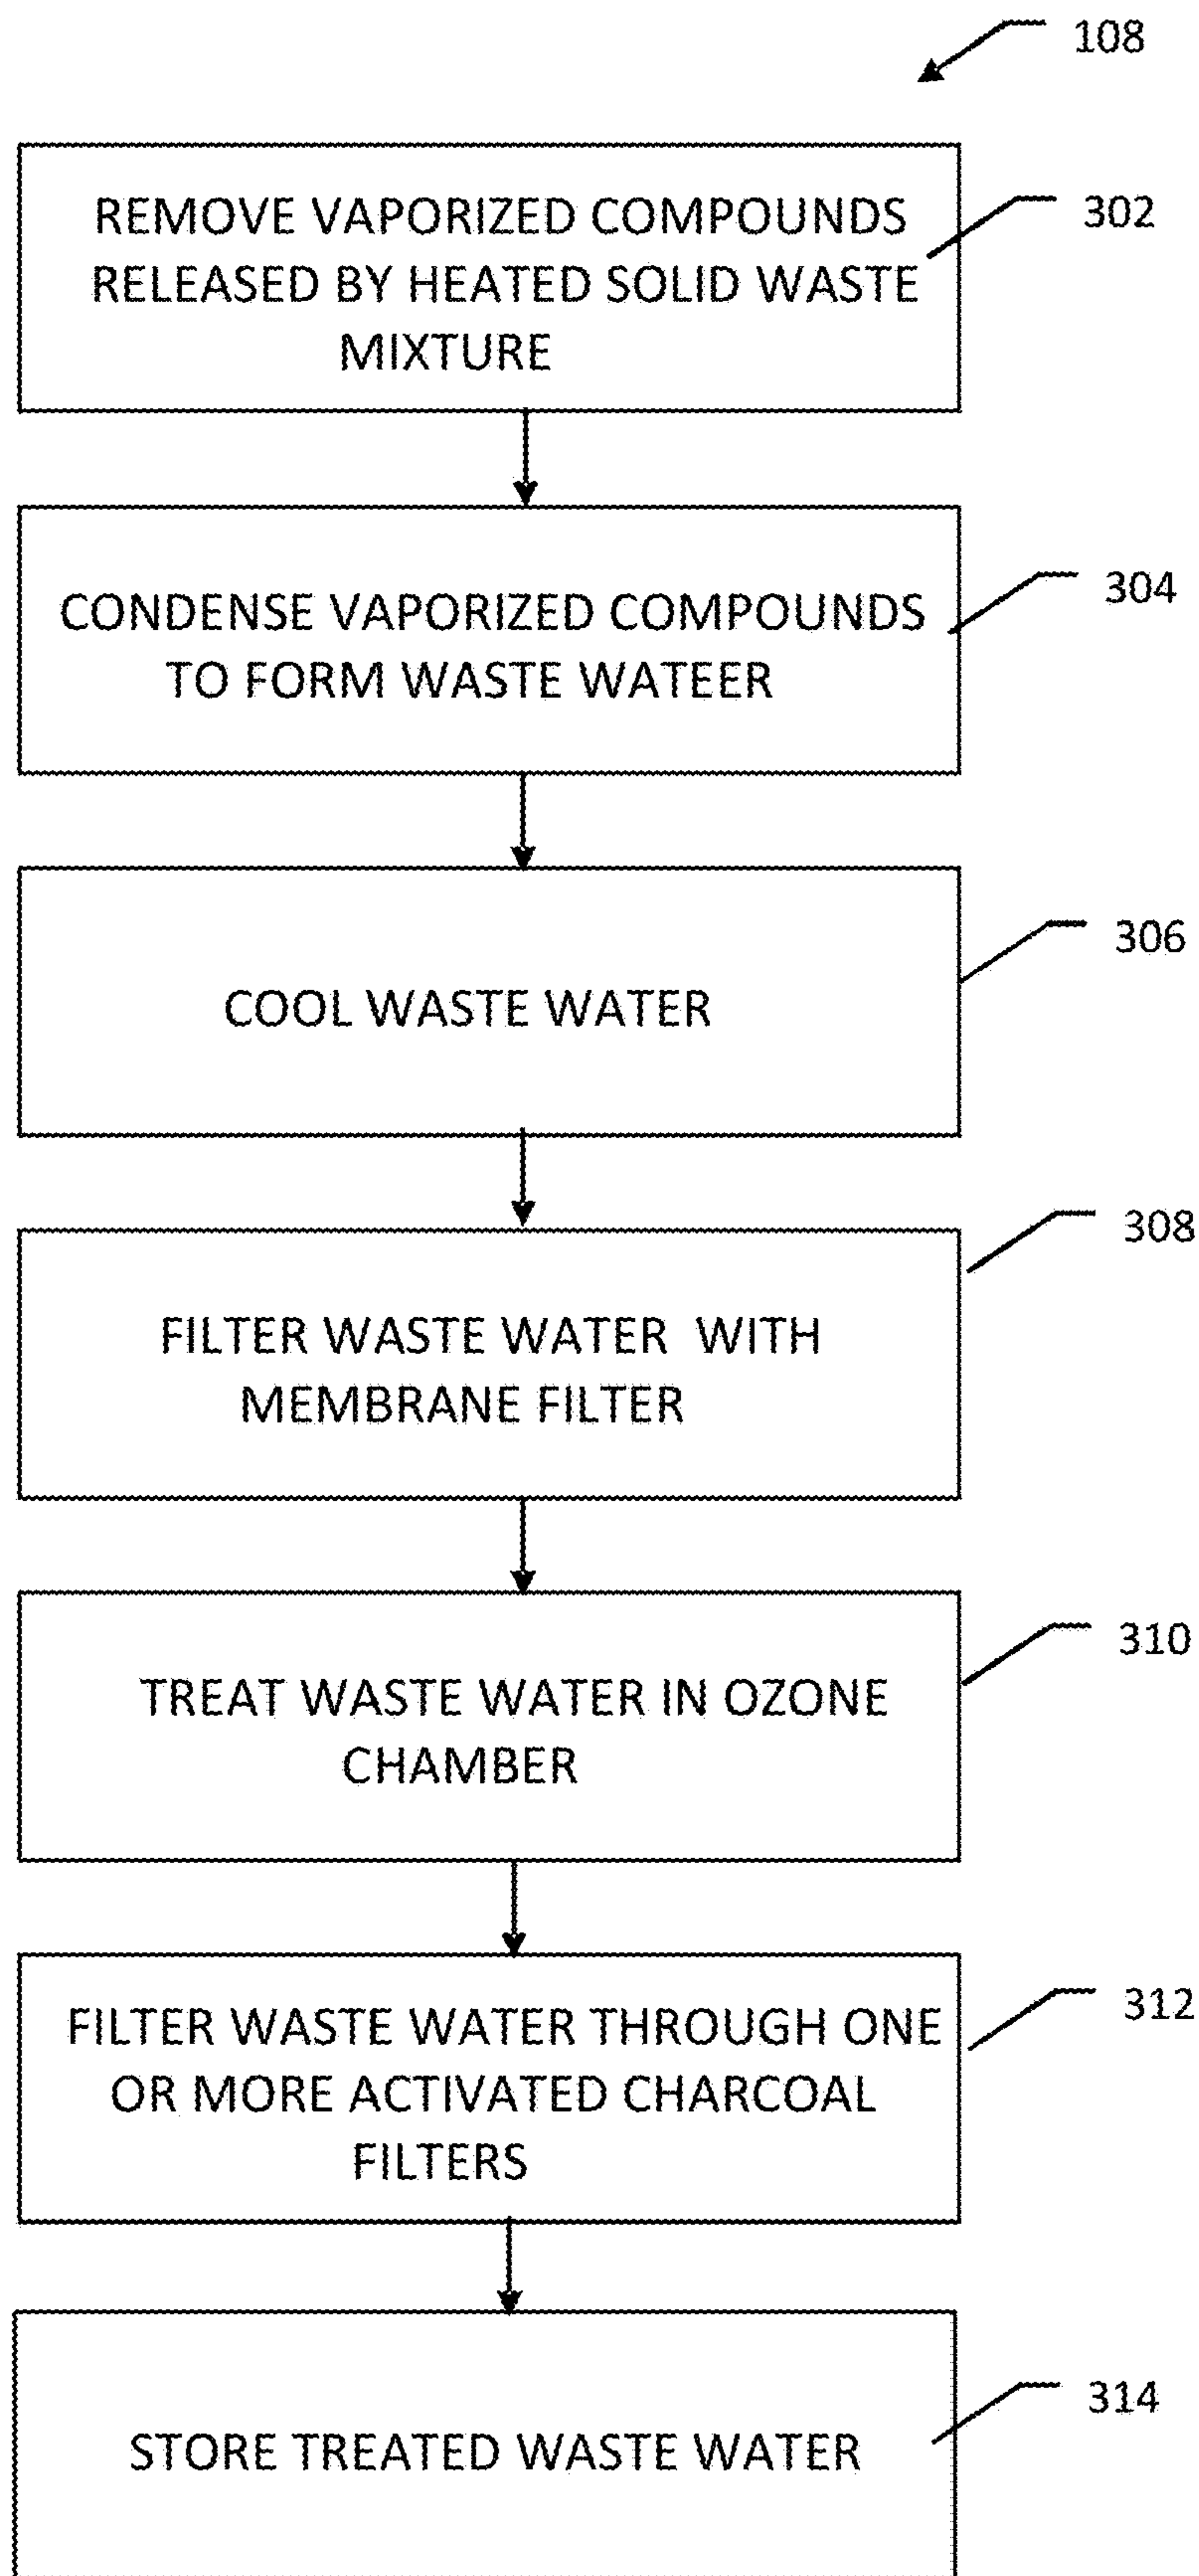 108
REMOVE VAPORIZED COMPOUNDS
RELEASED BY HEATED SOLID WASTE
MIXTURE
302
CONDENSE VAPORIZED COMPOUNDS
TO FORM WASTE WATEER
304
COOL WASTE WATER
306
FILTER WASTE WATER WITH
MEMBRANE FILTER
308
TREAT WASTE WATER IN OZONE
CHAMBER
310
FILTER WASTE WATER THROUGH ONE
OR MORE ACTIVATED CHARCOAL
FILTERS
312
STORE TREATED WASTE WATER
314